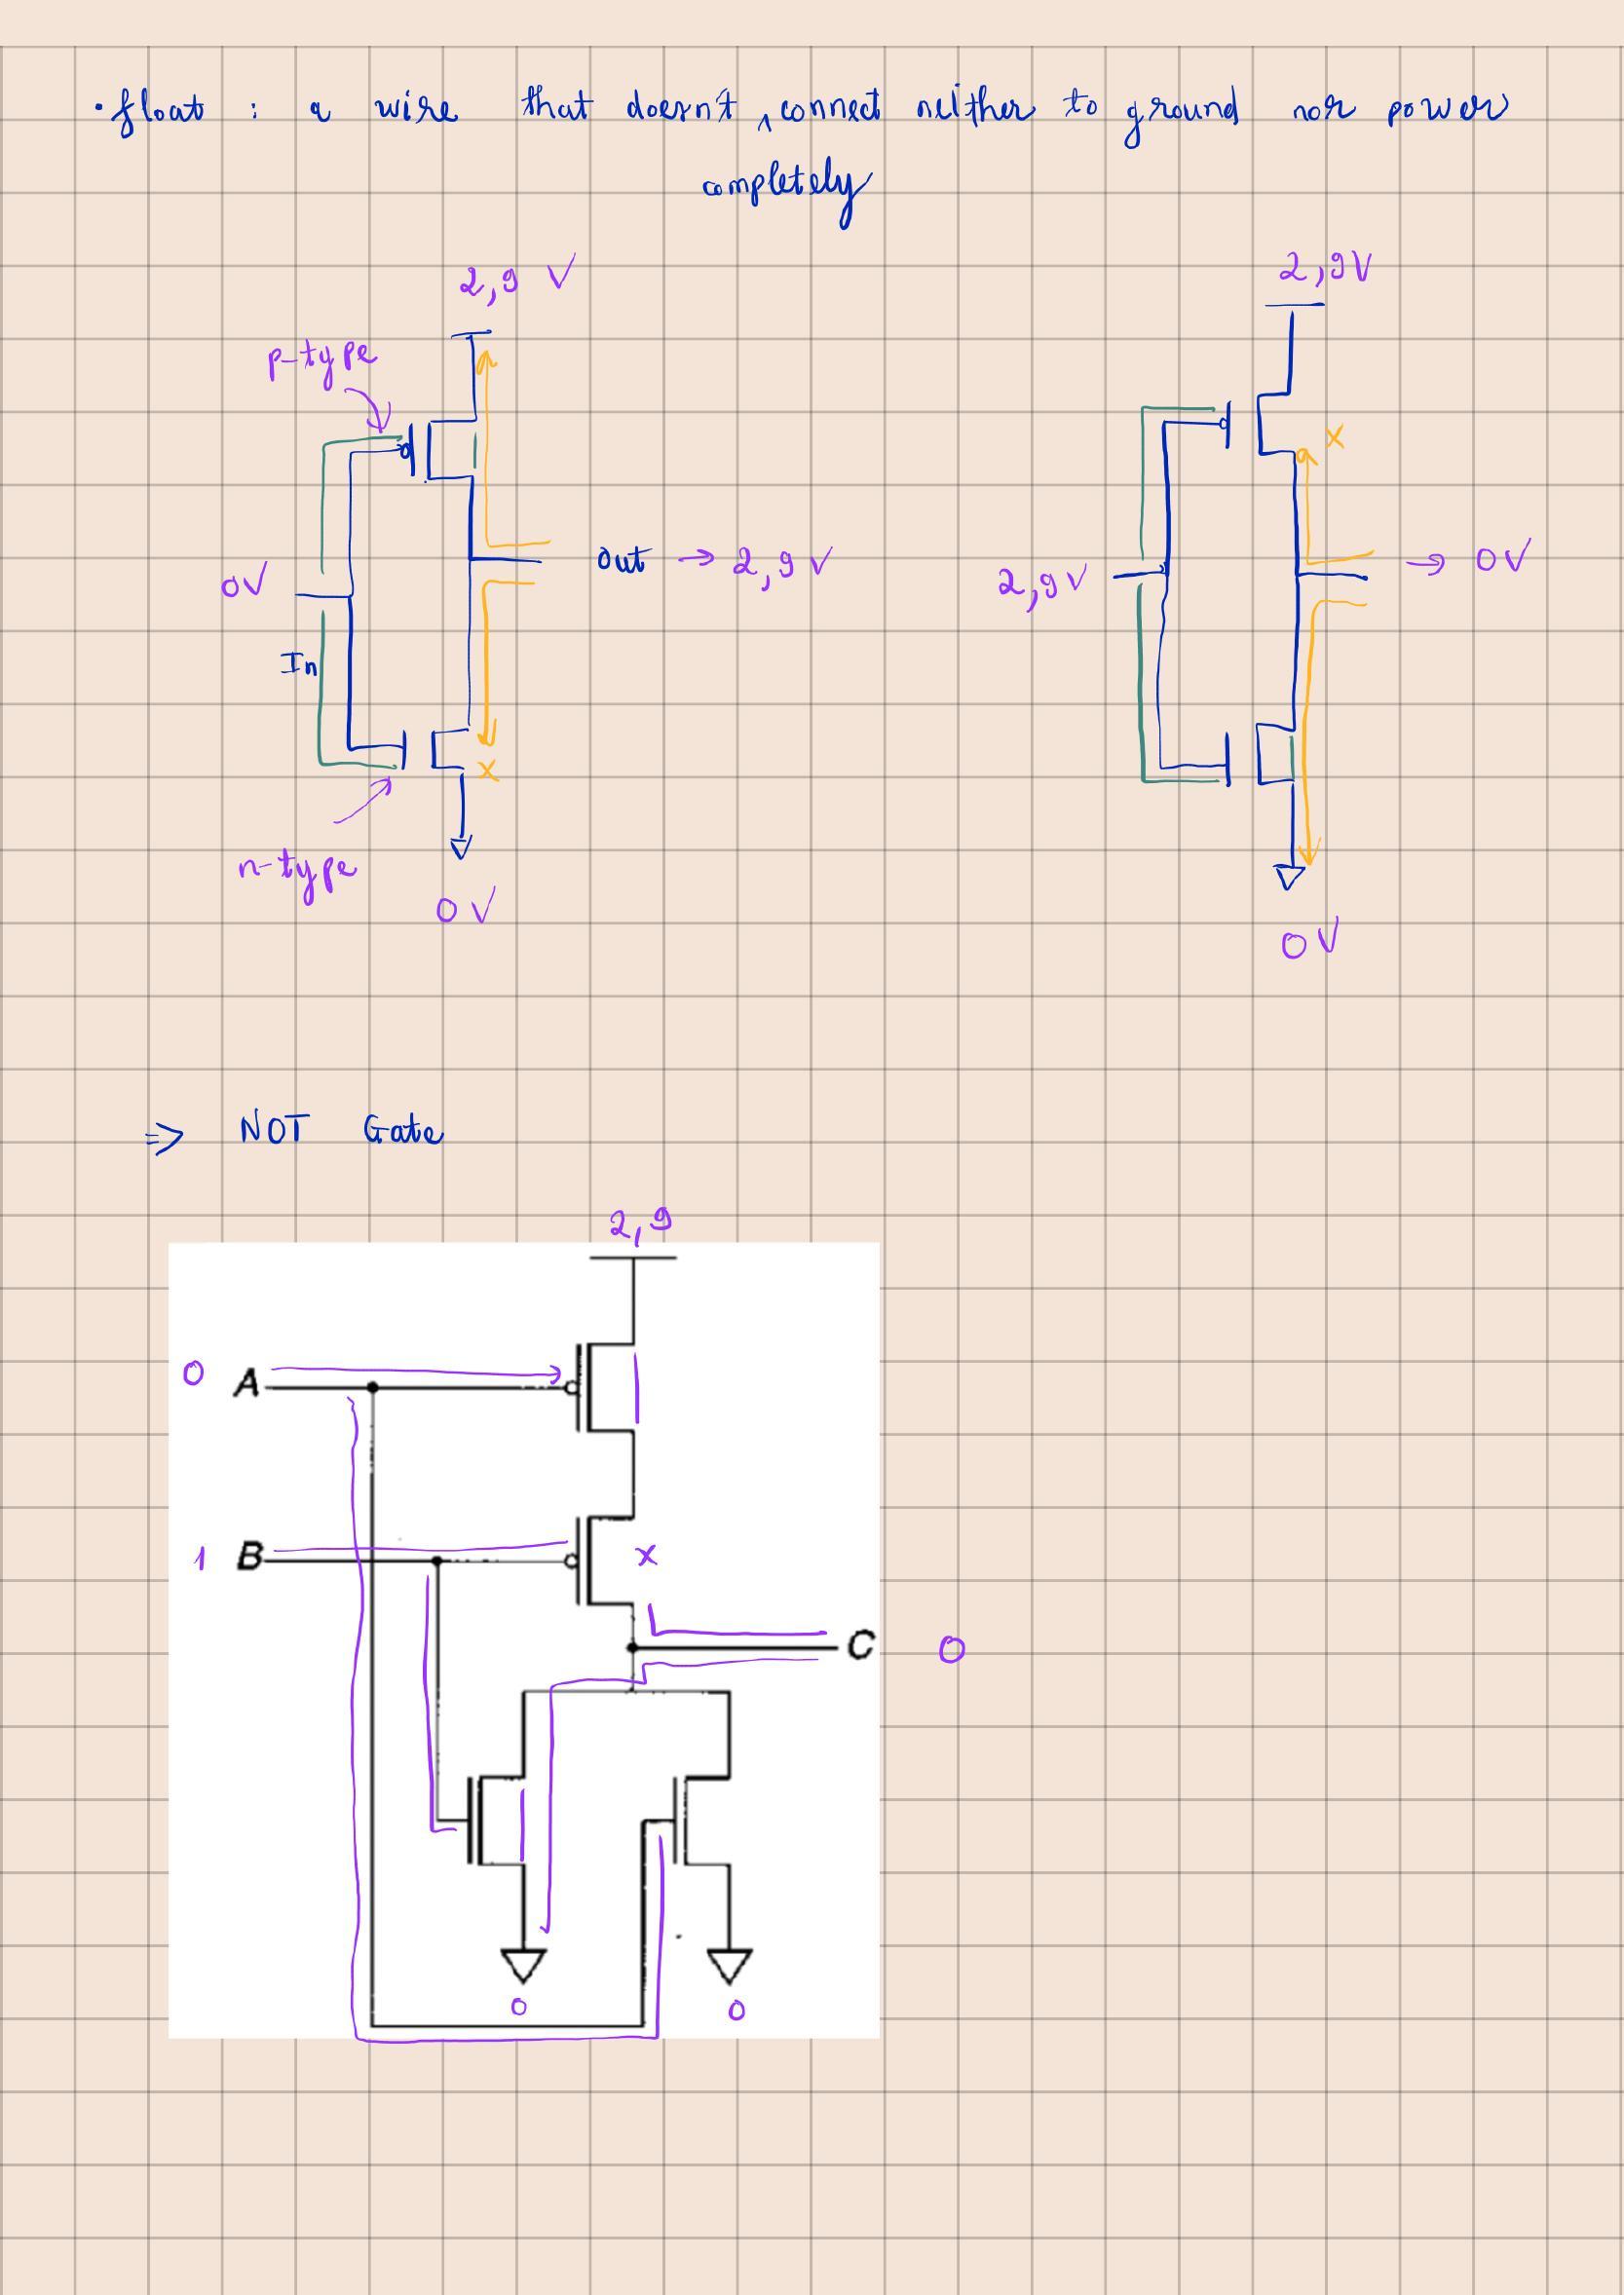 • float : a wire that doesn't ^ connect neither to ground nor power
completely
2,9 V
2,9V
p-type
x
0V
out → 2,9 V
2,9V
→ 0V
In
x
n-type
0 V
0V
=> NOT Gate
2,9
0 A
1 B
x
C 0
0
0